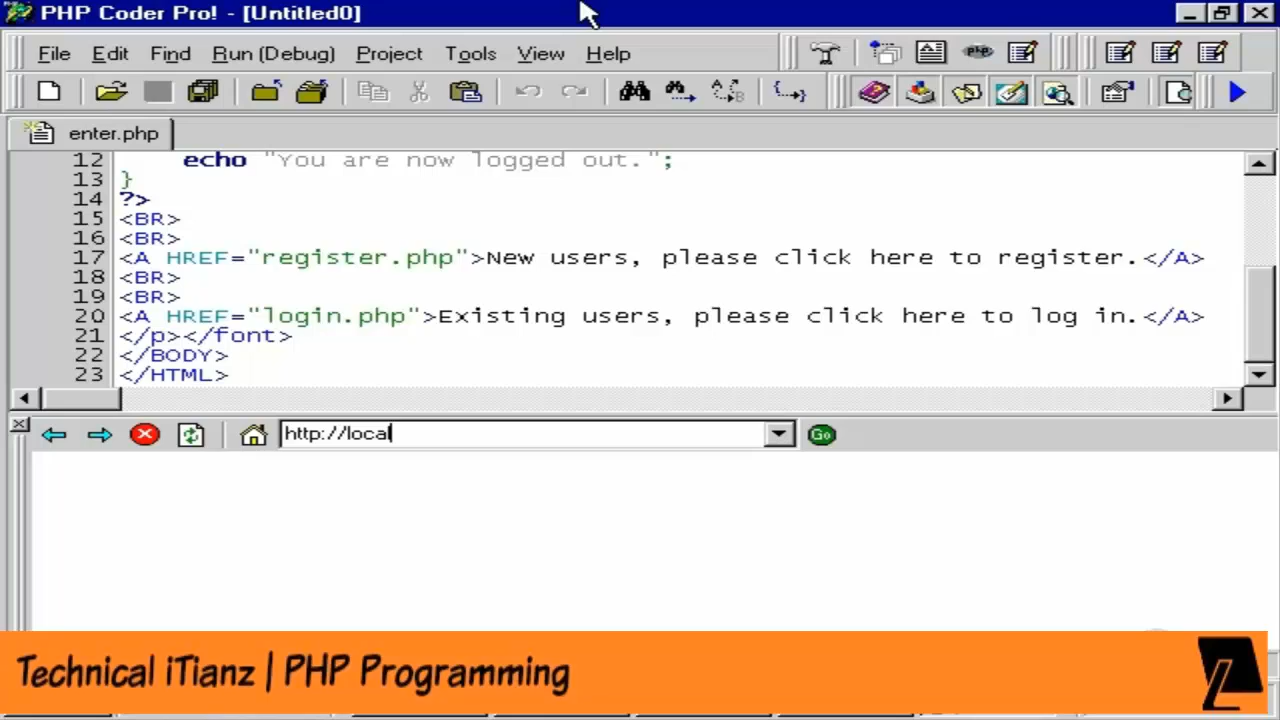 PHP Coder Pro! - [Untitled0]
File Edit Find Run (Debug) Project Tools View Help
enter.php
12 echo "You are now logged out.";
13 }
14 ?>
15 <BR>
16 <BR>
17 <A HREF="register.php">New users, please click here to register.</A>
18 <BR>
19 <BR>
20 <A HREF="login.php">Existing users, please click here to log in.</A>
21 </p></font>
22 </BODY>
23 </HTML>
http://local
Go
Technical iTianz | PHP Programming